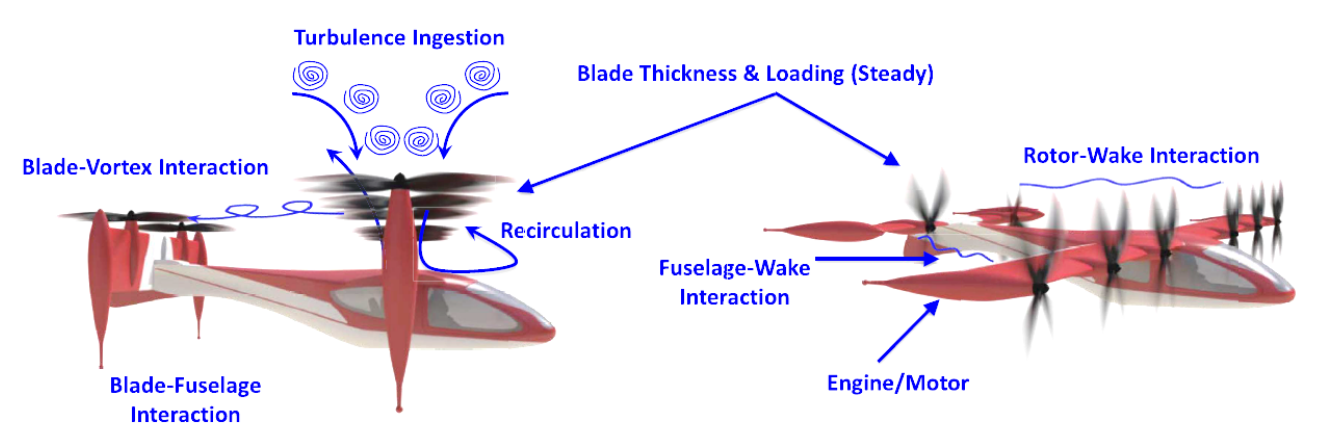 Turbulence Ingestion
Blade Thickness & Loading (Steady)
Blade-Vortex Interaction
Rotor-Wake Interaction
Recirculation
Fuselage-Wake
Interaction
Blade-Fuselage
Interaction
Engine/Motor